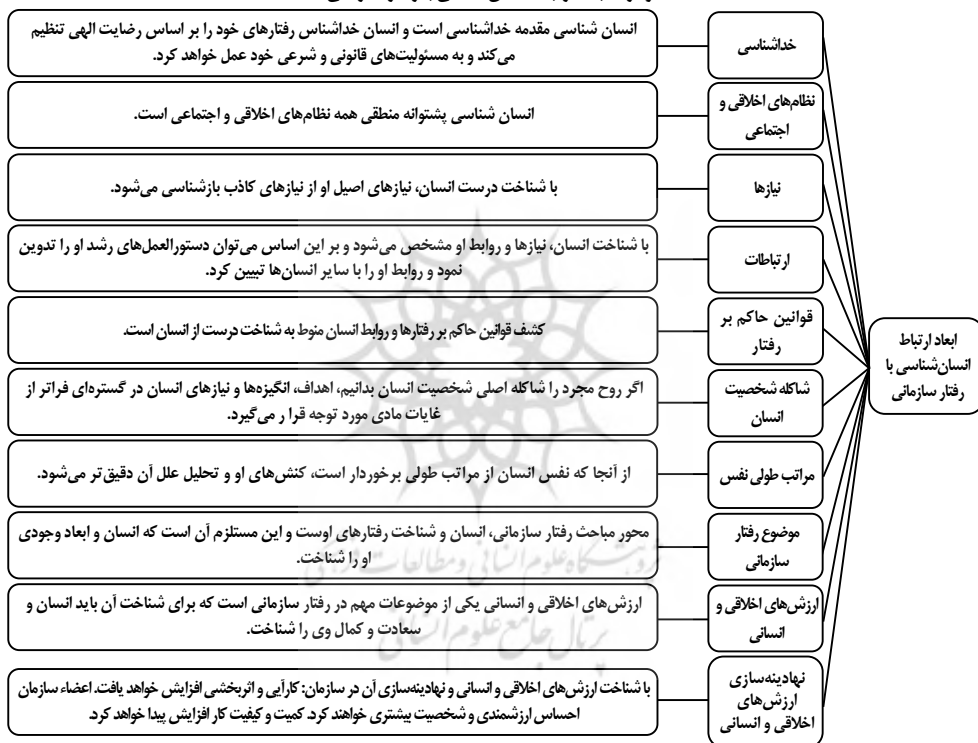 ابعاد ارتباط
انسان‌شناسی با
رفتار سازمانی
خداشناسی
انسان شناسی مقدمه خداشناسی است و انسان خداشناس رفتارهای خود را بر اساس رضایت الهی تنظیم
می‌کند و به مسئولیت‌های قانونی و شرعی خود عمل خواهد کرد.
نظام‌های اخلاقی و
اجتماعی
انسان شناسی پشتوانه منطقی همه نظام‌های اخلاقی و اجتماعی است.
نیازها
با شناخت درست انسان، نیازهای اصیل او از نیازهای کاذب بازشناسی می‌شود.
ارتباطات
با شناخت انسان، نیازها و روابط او مشخص می‌شود و بر این اساس می‌توان دستورالعمل‌های رشد او را تدوین
نمود و روابط او را با سایر انسان‌ها تبیین کرد.
قوانین حاکم بر
رفتار
کشف قوانین حاکم بر رفتارها و روابط انسان منوط به شناخت درست از انسان است.
شاکله شخصیت
انسان
اگر روح مجرد را شاکله اصلی شخصیت انسان بدانیم، اهداف، انگیزه‌ها و نیازهای انسان در گستره‌ای فراتر از
غایات مادی مورد توجه قرا ر می‌گیرد.
مراتب طولی نفس
از آنجا که نفس انسان از مراتب طولی برخوردار است، کنش‌های او و تحلیل علل آن دقیق‌تر می‌شود.
موضوع رفتار
سازمانی
محور مباحث رفتار سازمانی، انسان و شناخت رفتارهای اوست و این مستلزم آن است که انسان و ابعاد وجودی
او را شناخت.
ارزش‌های اخلاقی و
انسانی
ارزش‌های اخلاقی و انسانی یکی از موضوعات مهم در رفتار سازمانی است که برای شناخت آن باید انسان و
سعادت و کمال وی را شناخت.
نهادینه‌سازی
ارزش‌های
اخلاقی و انسانی
با شناخت ارزش‌های اخلاقی و انسانی و نهادینه‌سازی آن در سازمان: کارآیی و اثربخشی افزایش خواهد یافت. اعضاء سازمان
احساس ارزشمندی و شخصیت بیشتری خواهند کرد. کمیت و کیفیت کار افزایش پیدا خواهد کرد.
پژوهشگاه علوم انسانی و مطالعات فرهنگی
پرتال جامع علوم انسانی